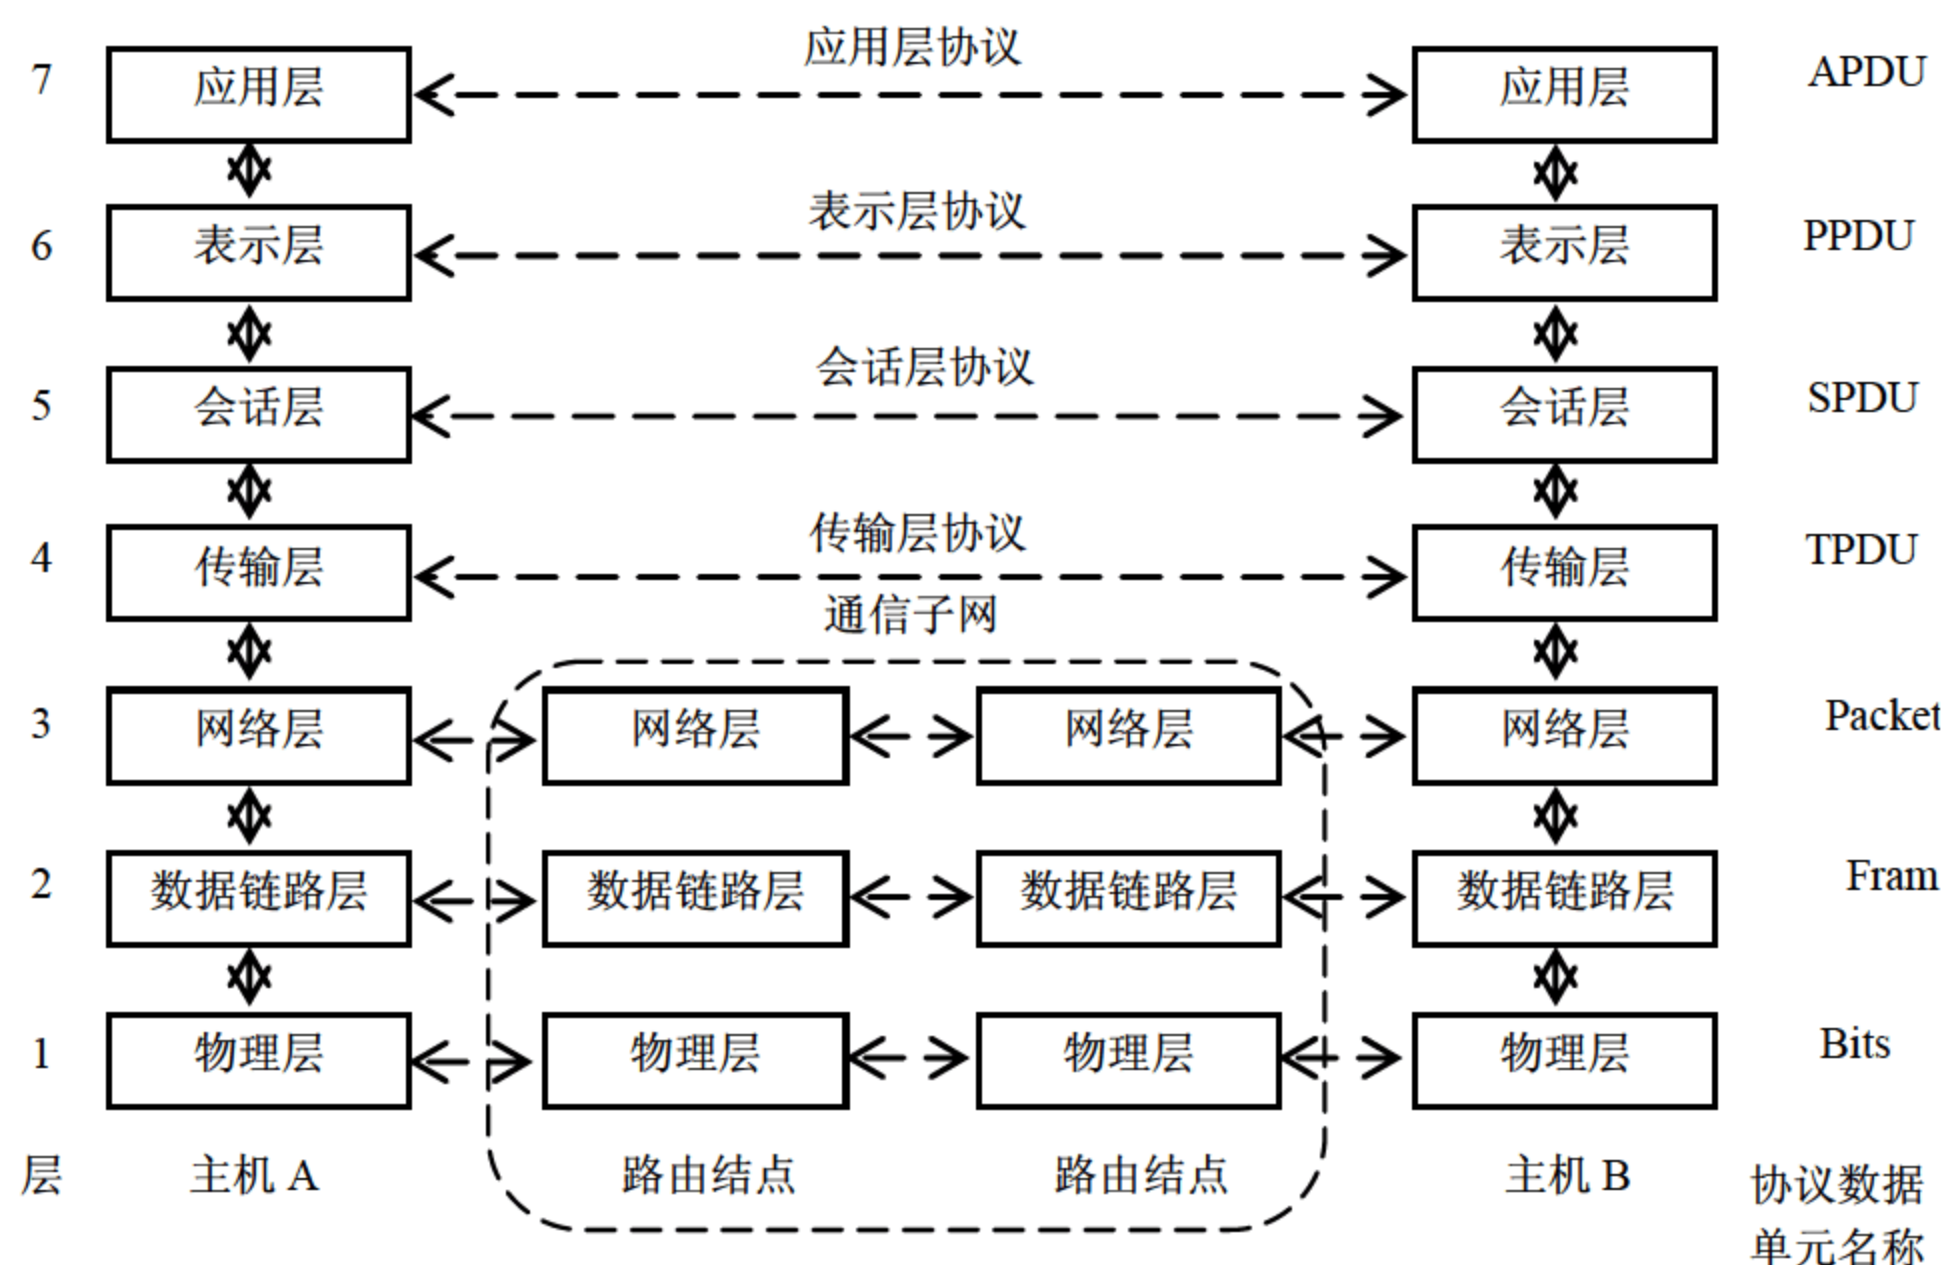 应用层协议
7 应用层 应用层 APDU
表示层协议
6 表示层 表示层 PPDU
会话层协议
5 会话层 会话层 SPDU
传输层协议
4 传输层 传输层 TPDU
通信子网
3 网络层 网络层 网络层 网络层 Packet
2 数据链路层 数据链路层 数据链路层 数据链路层 Fram
1 物理层 物理层 物理层 物理层 Bits
层 主机 A 路由结点 路由结点 主机 B 协议数据
单元名称